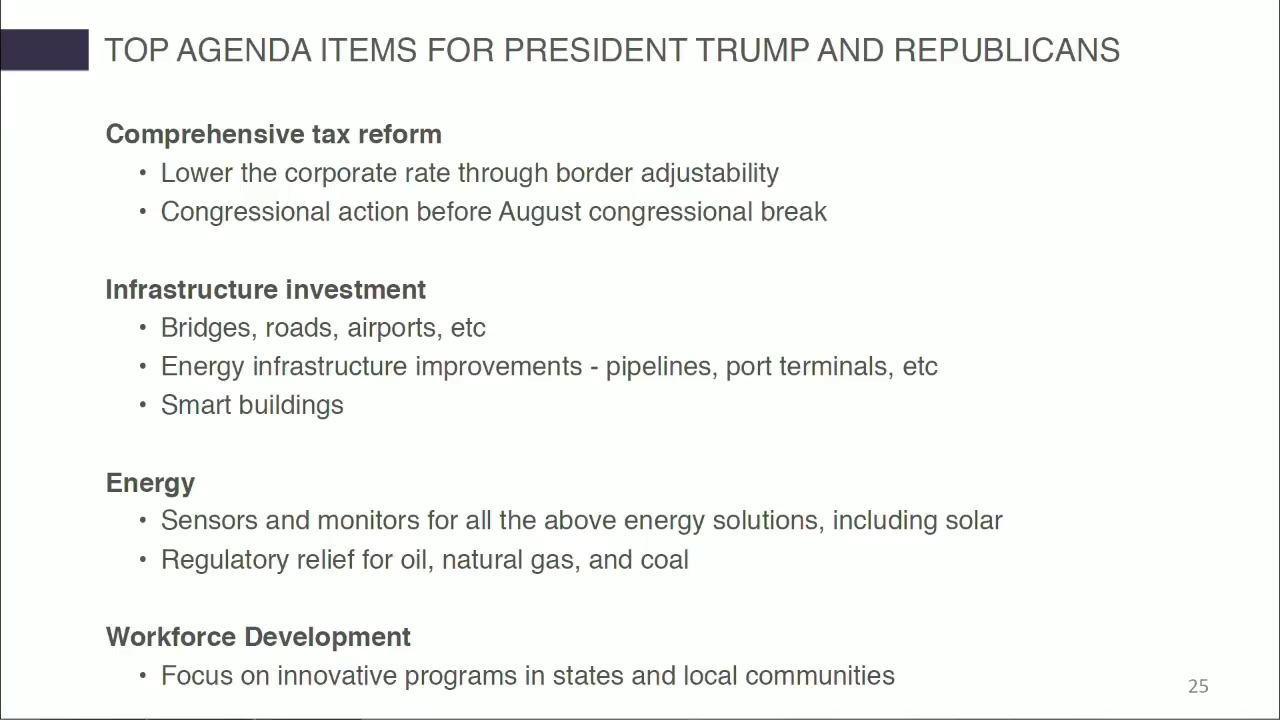 TOP AGENDA ITEMS FOR PRESIDENT TRUMP AND REPUBLICANS
Comprehensive tax reform
• Lower the corporate rate through border adjustability
• Congressional action before August congressional break
Infrastructure investment
• Bridges, roads, airports, etc
• Energy infrastructure improvements - pipelines, port terminals, etc
• Smart buildings
Energy
• Sensors and monitors for all the above energy solutions, including solar
• Regulatory relief for oil, natural gas, and coal
Workforce Development
• Focus on innovative programs in states and local communities
25